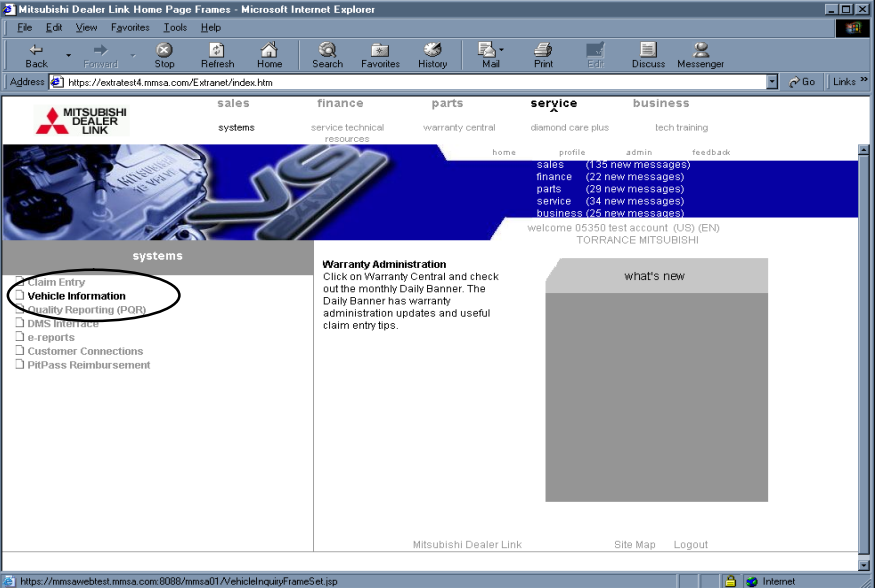 Mitsubishi Dealer Link Home Page Frames - Microsoft Internet Explorer
File Edit View Favorites Tools Help
Back Forward Stop Refresh Home Search Favorites History Mail Print Edit Discuss Messenger
Address https://extratest4.mmsa.com/Extranet/index.htm Go Links »
MITSUBISHI
DEALER
LINK
sales finance parts service business
systems service technical resources warranty central diamond care plus tech training
home profile admin feedback
MITSUBISHI
V6
sales (135 new messages)
finance (22 new messages)
parts (29 new messages)
service (34 new messages)
business (25 new messages)
welcome 05350 test account (US) (EN)
TORRANCE MITSUBISHI
systems
Claim Entry
Vehicle Information
Quality Reporting (PQR)
DMS Interface
e-reports
Customer Connections
PitPass Reimbursement
Warranty Administration
Click on Warranty Central and check
out the monthly Daily Banner. The
Daily Banner has warranty
administration updates and useful
claim entry tips.
what's new
Mitsubishi Dealer Link Site Map Logout
https://mmsawebtest.mmsa.com:8088/mmsa01/VehicleInquiryFrameSet.jsp Internet